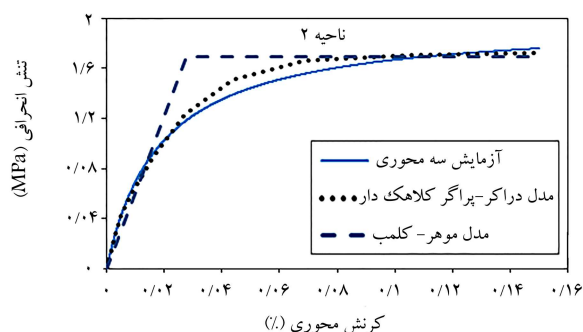 ناحیه ۲
تنش انحرافی (MPa)
۲
۱/۶
۱/۲
۰/۰۸
۰/۰۴
۰
آزمایش سه محوری
مدل دراکر-پراگر کلاهک دار
مدل موهر- کلمب
۰ ۰/۰۲ ۰/۰۴ ۰/۰۶ ۰/۰۸ ۰/۱ ۰/۱۲ ۰/۱۴ ۰/۱۶
کرنش محوری (٪)